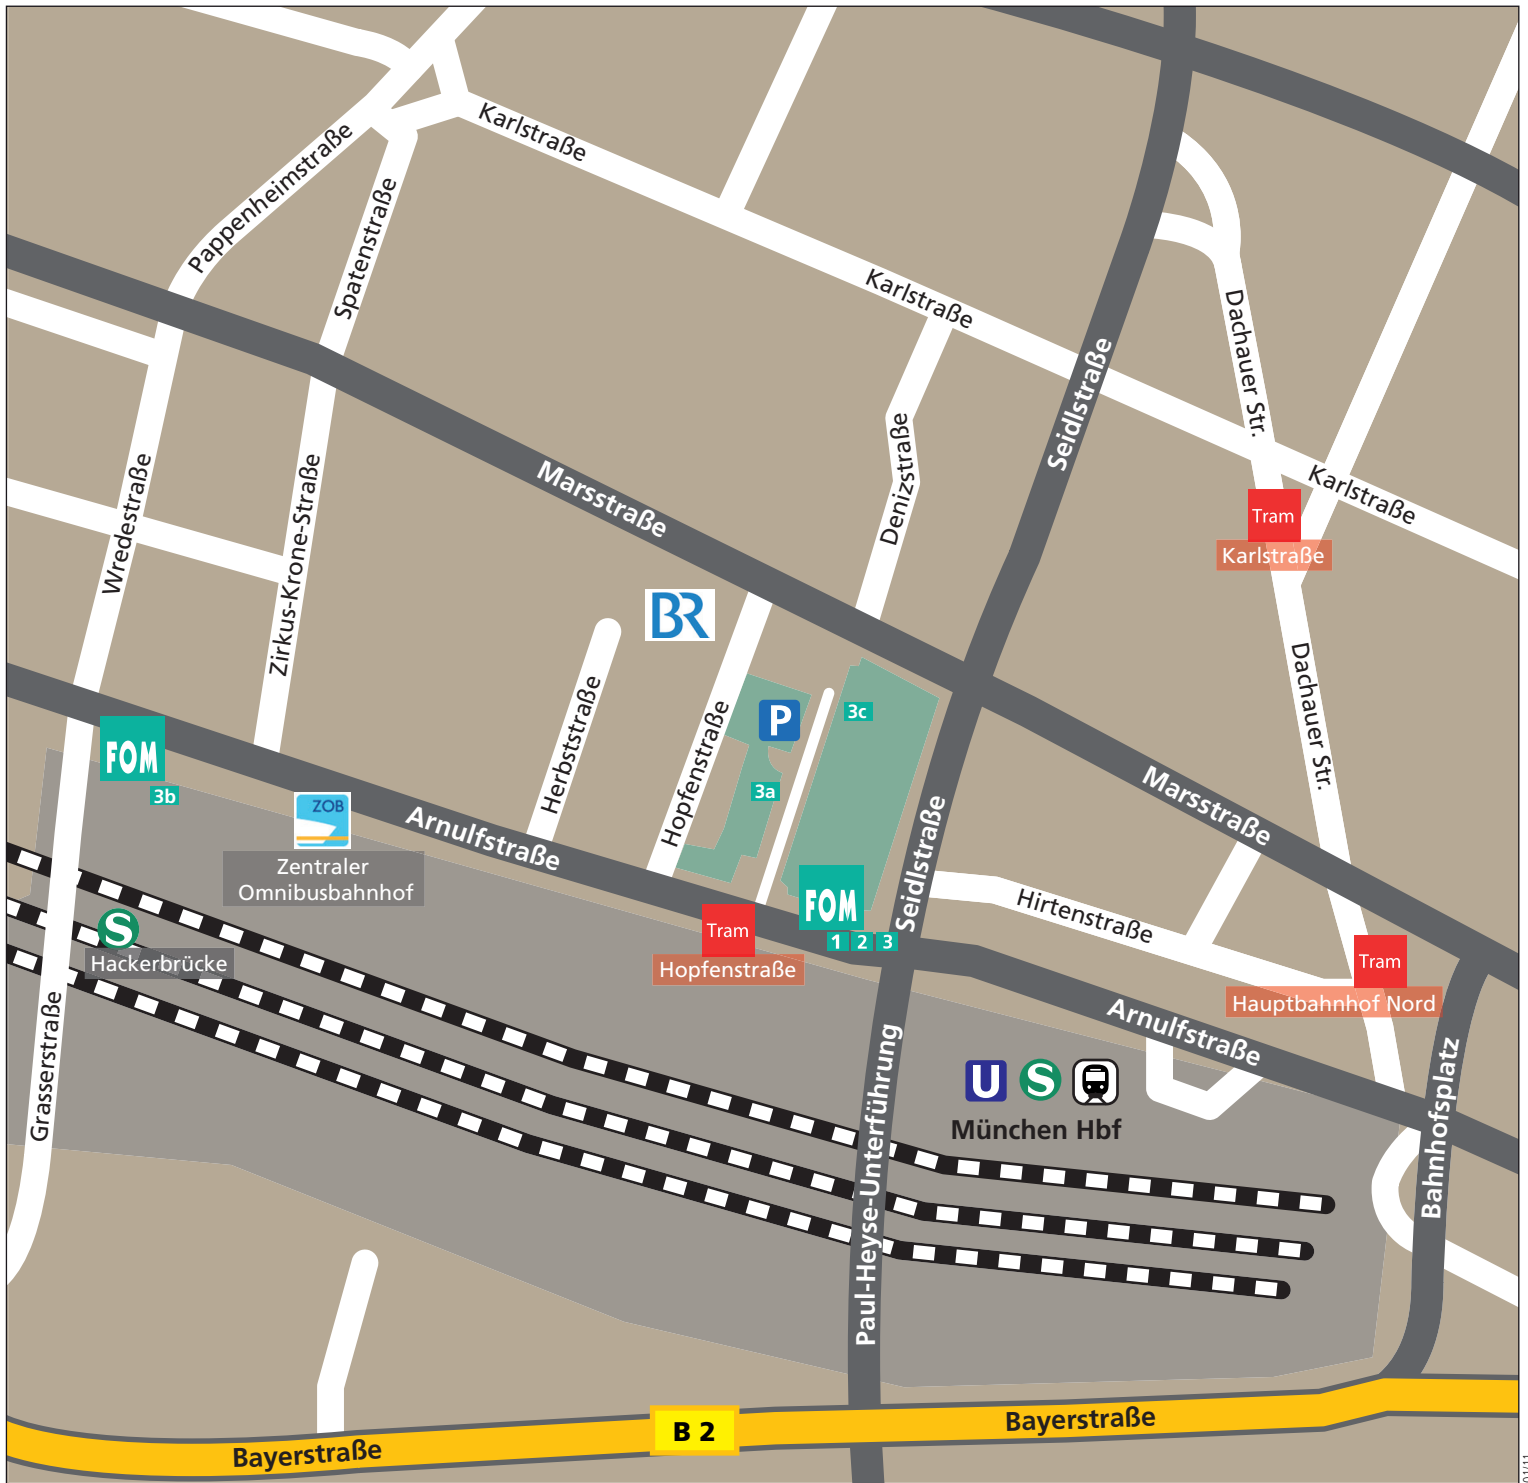 Karlstraße
Pappenheimstraße
Spatenstraße
Karlstraße
Dachauer Str.
Seidlstraße
Denizstraße
Marsstraße
Karlstraße
Tram
Karlstraße
Wredestraße
Zirkus-Krone-Straße
BR
Herbststraße
Hopfenstraße
P
3c
3a
Dachauer Str.
Marsstraße
FOM
3b
ZOB
Zentraler
Omnibusbahnhof
Arnulfstraße
Seidlstraße
FOM
1 2 3
Tram
Hopfenstraße
Hirtenstraße
Tram
Hauptbahnhof Nord
S
Hackerbrücke
Grasserstraße
Arnulfstraße
Paul-Heyse-Unterführung
U S
München Hbf
Bahnhofsplatz
B 2
Bayerstraße
Bayerstraße
01/11